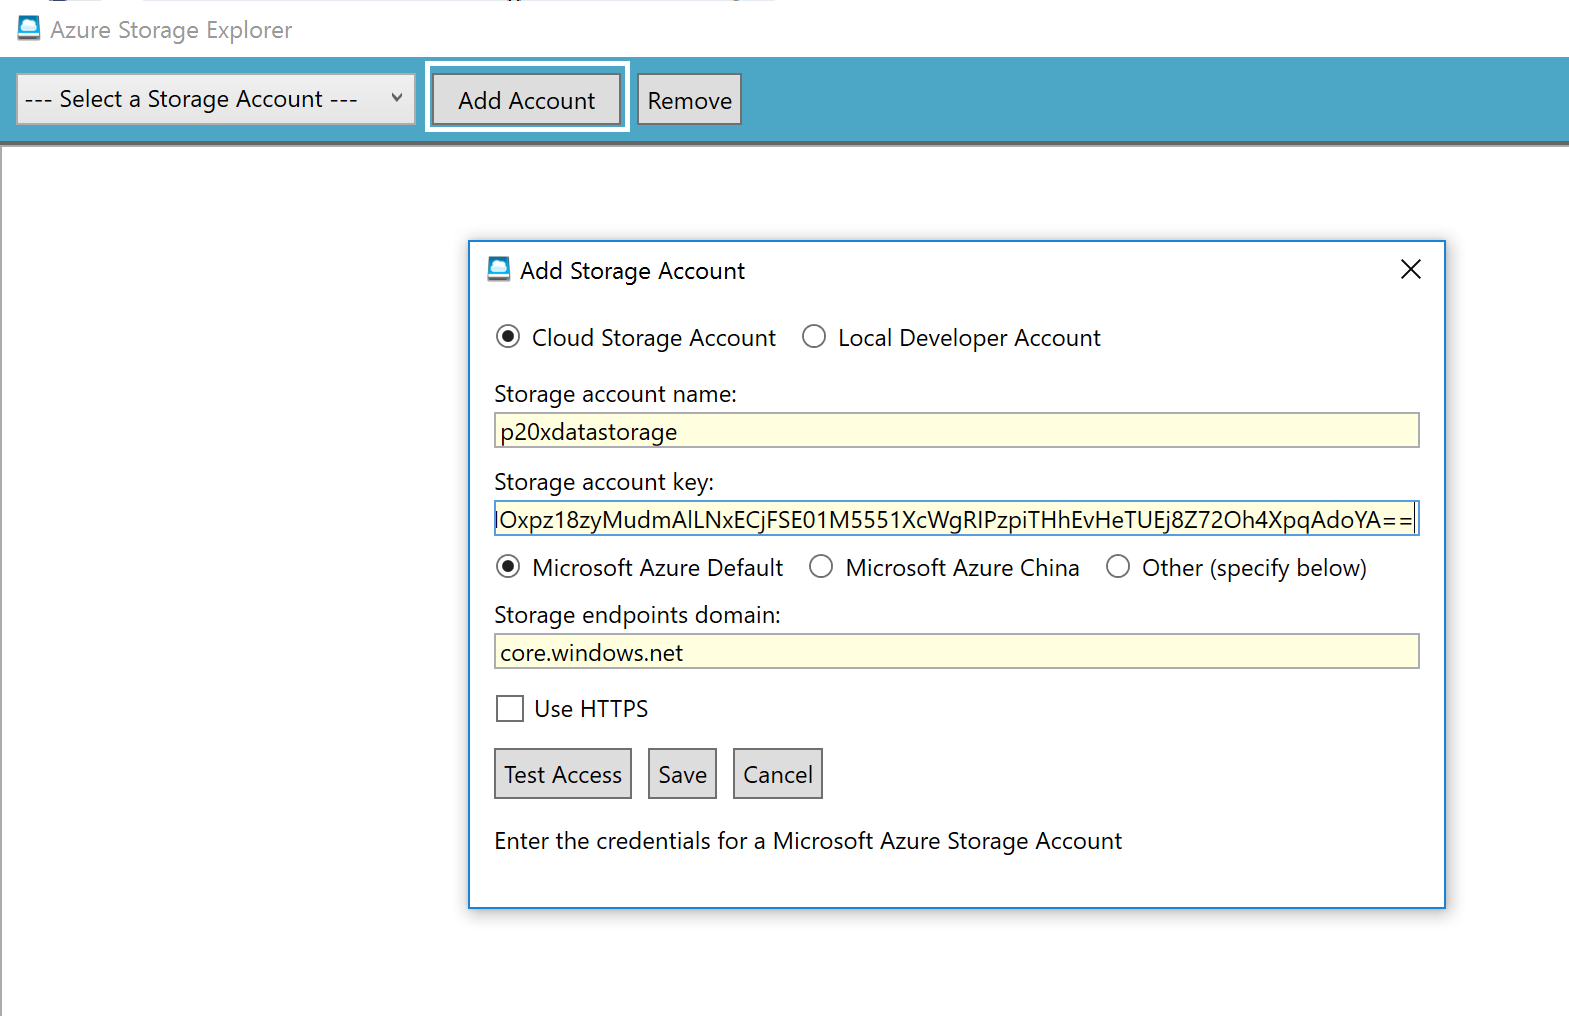 Azure Storage Explorer
--- Select a Storage Account ---
Add Account
Remove
Add Storage Account
Cloud Storage Account
Local Developer Account
Storage account name:
p20xdatastorage
Storage account key:
Oxpz18zyMudmAlLNxECjFSE01M5551XcWgRIPzpiTHhEvHeTUEj8Z72Oh4XpqAdoYA==
Microsoft Azure Default
Microsoft Azure China
Other (specify below)
Storage endpoints domain:
core.windows.net
Use HTTPS
Test Access
Save
Cancel
Enter the credentials for a Microsoft Azure Storage Account